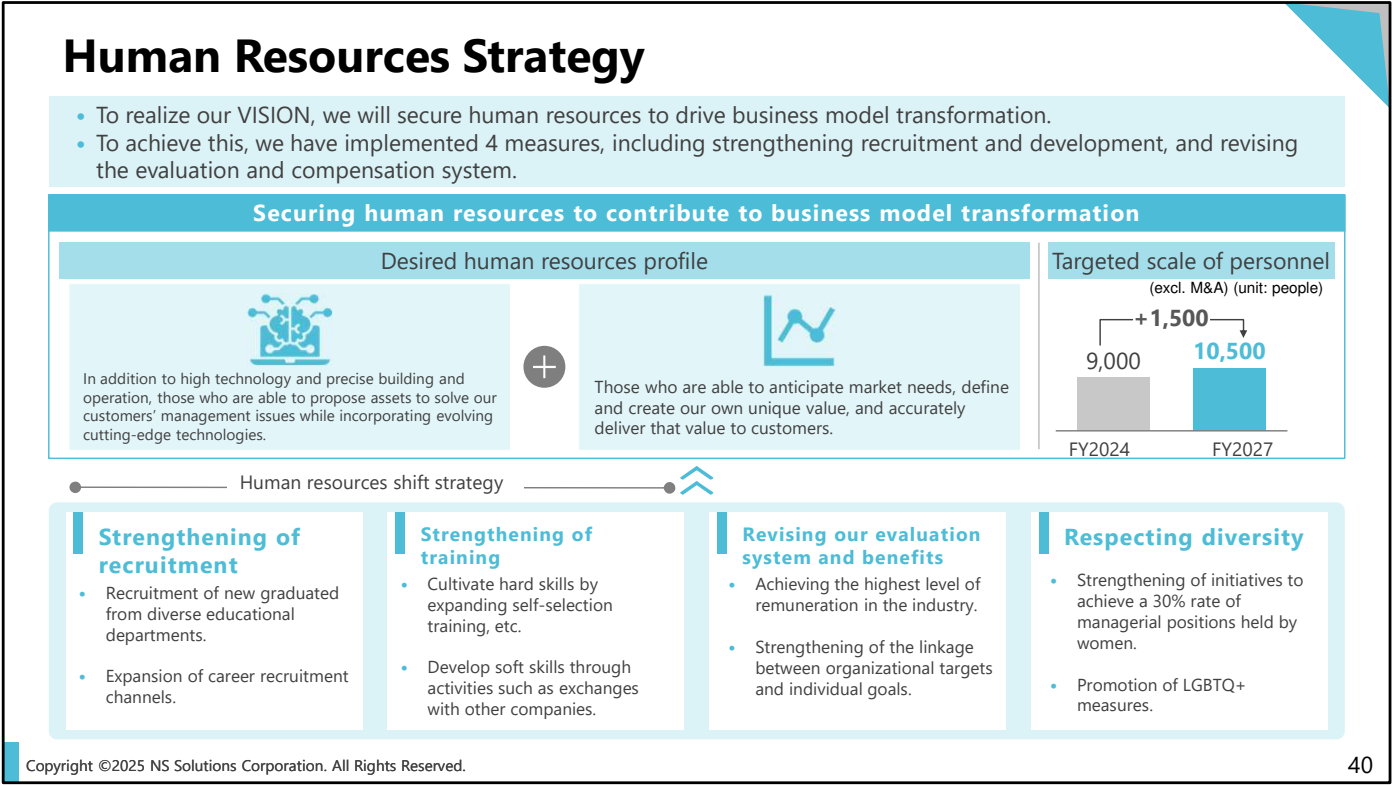 Human Resources Strategy
• To realize our VISION, we will secure human resources to drive business model transformation.
• To achieve this, we have implemented 4 measures, including strengthening recruitment and development, and revising
the evaluation and compensation system.
Securing human resources to contribute to business model transformation
Desired human resources profile
In addition to high technology and precise building and
operation, those who are able to propose assets to solve our
customers’ management issues while incorporating evolving
cutting-edge technologies.
+
Those who are able to anticipate market needs, define
and create our own unique value, and accurately
deliver that value to customers.
Targeted scale of personnel
(excl. M&A) (unit: people)
+1,500
9,000
10,500
FY2024
FY2027
Human resources shift strategy
Strengthening of
recruitment
• Recruitment of new graduated
from diverse educational
departments.
• Expansion of career recruitment
channels.
Strengthening of
training
• Cultivate hard skills by
expanding self-selection
training, etc.
• Develop soft skills through
activities such as exchanges
with other companies.
Revising our evaluation
system and benefits
• Achieving the highest level of
remuneration in the industry.
• Strengthening of the linkage
between organizational targets
and individual goals.
Respecting diversity
• Strengthening of initiatives to
achieve a 30% rate of
managerial positions held by
women.
• Promotion of LGBTQ+
measures.
Copyright ©2025 NS Solutions Corporation. All Rights Reserved.
40